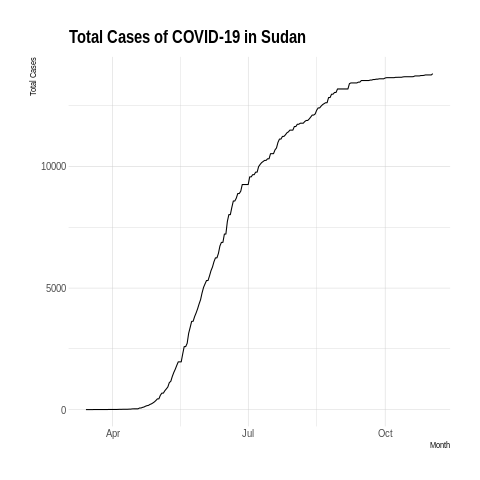 Total Cases of COVID-19 in Sudan
Total Cases
10000
5000
0
Apr Jul Oct
Month